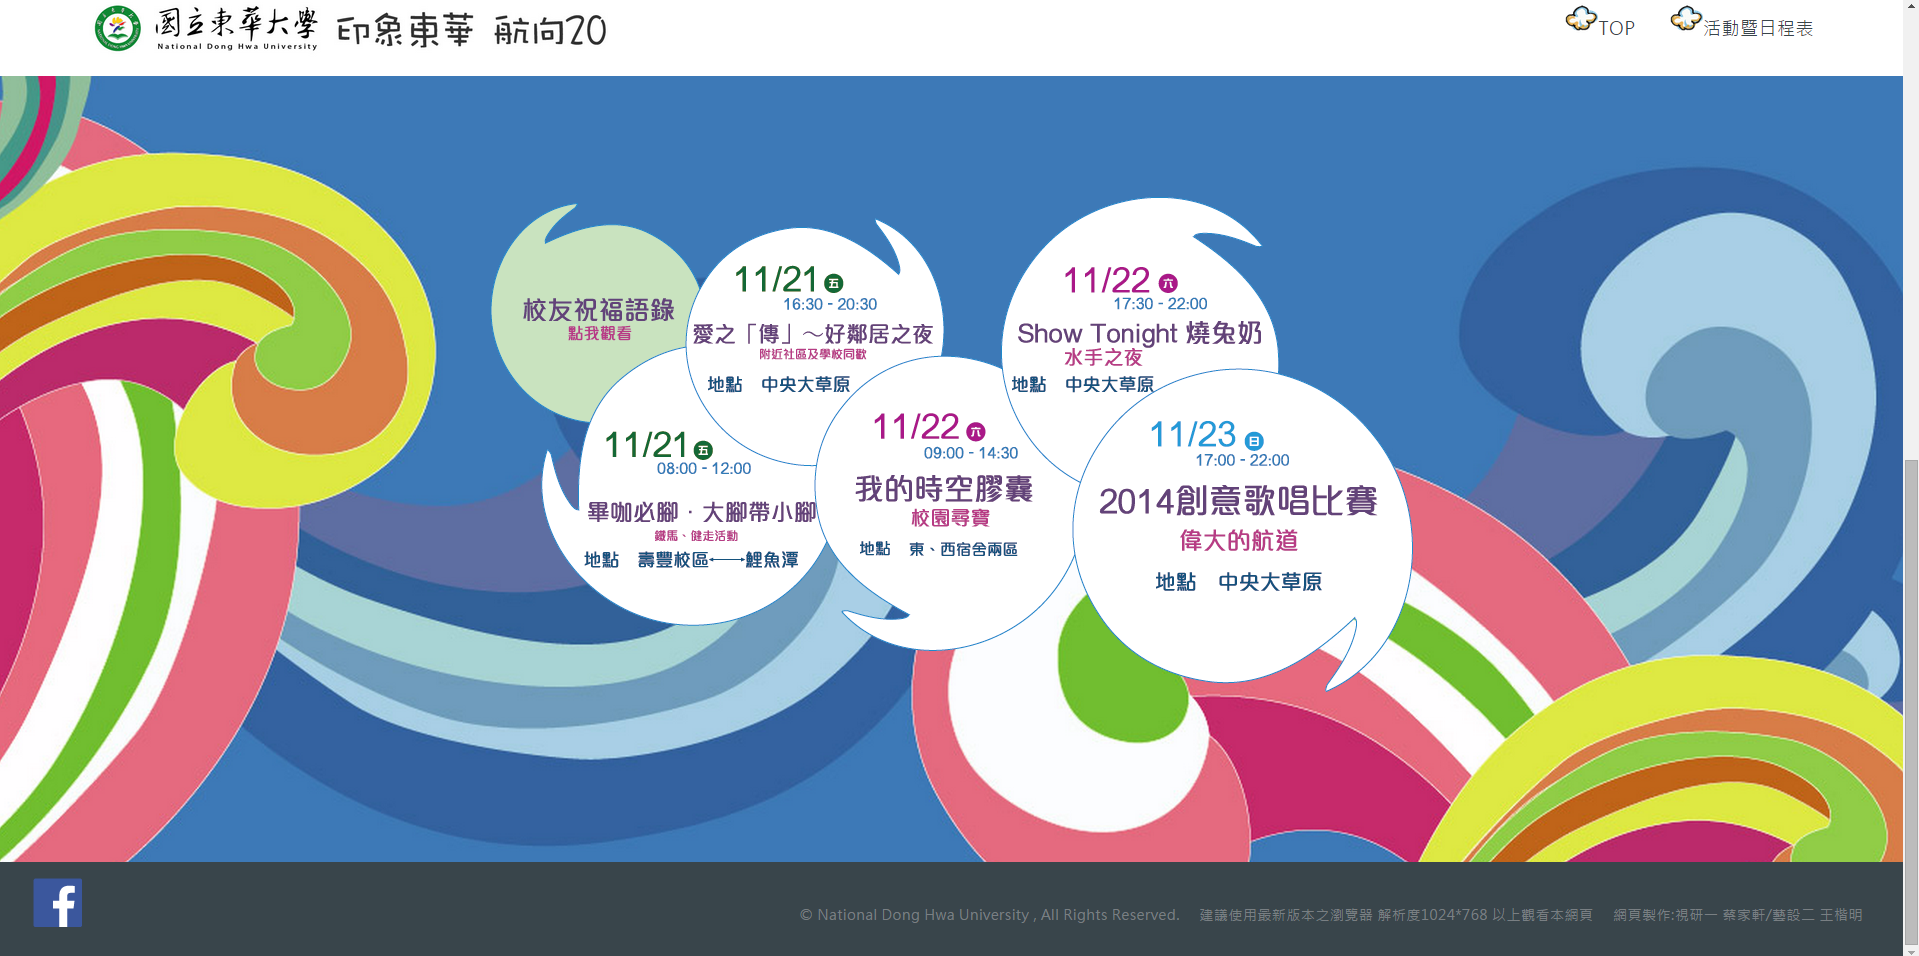 國立東華大學
National Dong Hwa University
印象東華 航向20
TOP
活動暨日程表
校友祝福語錄
點我觀看
11/21 五
16:30 - 20:30
愛之「傳」～好鄰居之夜
附近社區及學校同歡
地點 中央大草原
11/22 六
17:30 - 22:00
Show Tonight 燒兔奶
水手之夜
地點 中央大草原
11/21 五
08:00 - 12:00
畢咖必腳．大腳帶小腳
鐵馬、健走活動
地點 壽豐校區←→鯉魚潭
11/22 六
09:00 - 14:30
我的時空膠囊
校園尋寶
地點 東、西宿舍兩區
11/23 日
17:00 - 22:00
2014創意歌唱比賽
偉大的航道
地點 中央大草原
f
© National Dong Hwa University , All Rights Reserved. 建議使用最新版本之瀏覽器 解析度1024*768 以上觀看本網頁 網頁製作:視研一 蔡家軒/藝設二 王楷明